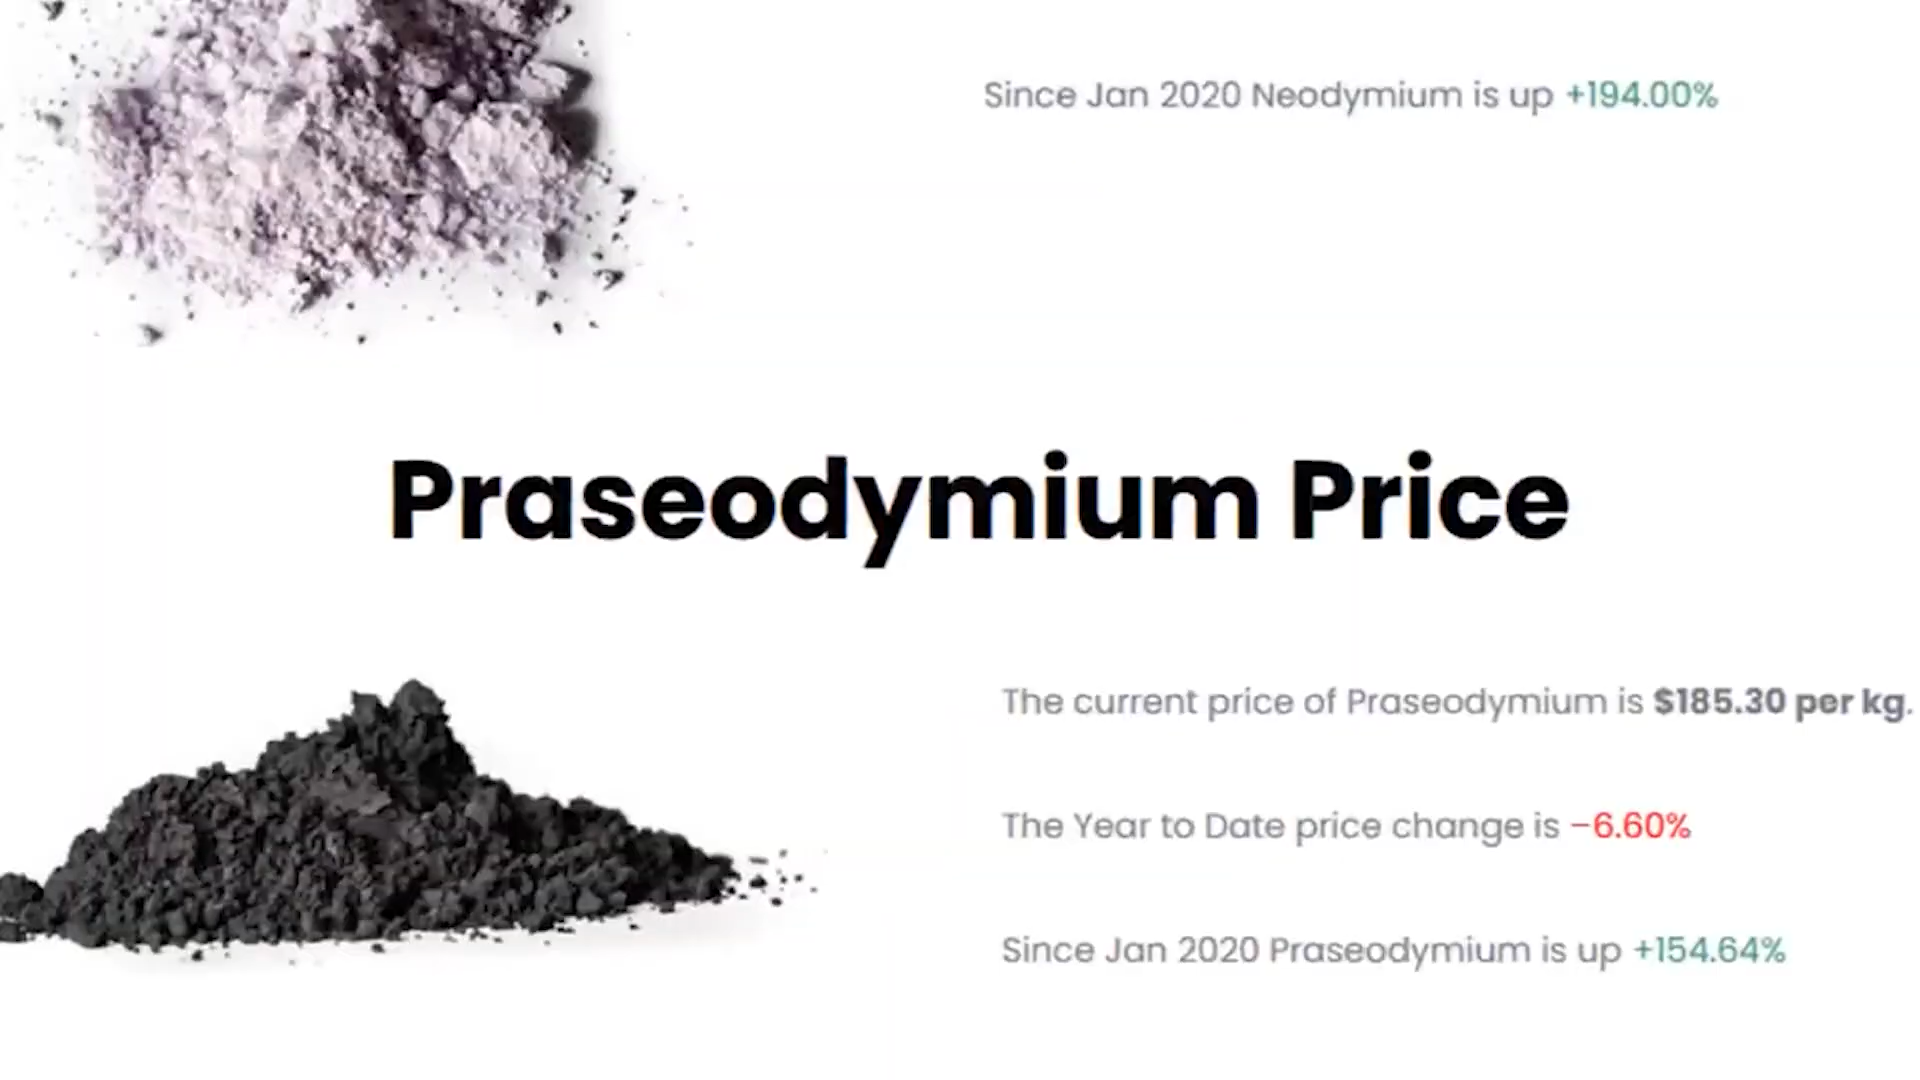 Since Jan 2020 Neodymium is up +194.00%
Praseodymium Price
The current price of Praseodymium is $185.30 per kg.
The Year to Date price change is −6.60%
Since Jan 2020 Praseodymium is up +154.64%